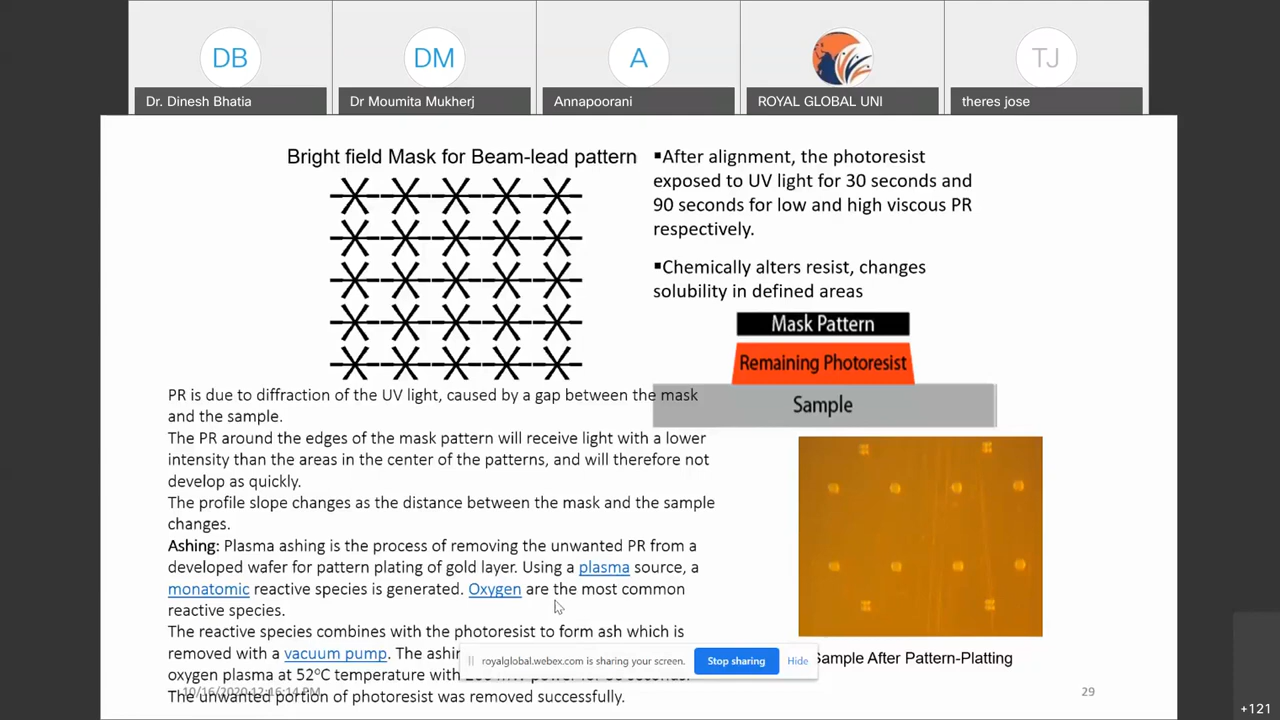 DB
DM
A
TJ
Dr. Dinesh Bhatia
Dr Moumita Mukherj
Annapoorani
ROYAL GLOBAL UNI
theres jose
Bright field Mask for Beam-lead pattern
▪After alignment, the photoresist
exposed to UV light for 30 seconds and
90 seconds for low and high viscous PR
respectively.
▪Chemically alters resist, changes
solubility in defined areas
Mask Pattern
Remaining Photoresist
Sample
PR is due to diffraction of the UV light, caused by a gap between the mask
and the sample.
The PR around the edges of the mask pattern will receive light with a lower
intensity than the areas in the center of the patterns, and will therefore not
develop as quickly.
The profile slope changes as the distance between the mask and the sample
changes.
Ashing: Plasma ashing is the process of removing the unwanted PR from a
developed wafer for pattern plating of gold layer. Using a plasma source, a
monatomic reactive species is generated. Oxygen are the most common
reactive species.
The reactive species combines with the photoresist to form ash which is
removed with a vacuum pump. The ashin
oxygen plasma at 52°C temperature with
The unwanted portion of photoresist was removed successfully.
royalglobal.webex.com is sharing your screen.
Stop sharing
Hide
Sample After Pattern-Platting
10/16/2020 12:16:14 PM
29
+121